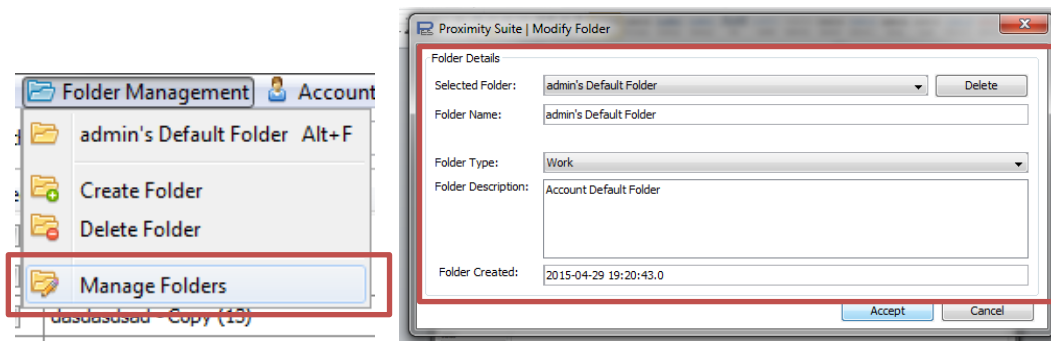 Folder Management Account
admin's Default Folder Alt+F
Create Folder
Delete Folder
Manage Folders
dasdasdsad - Copy (13)
Proximity Suite | Modify Folder
Folder Details
Selected Folder: admin's Default Folder Delete
Folder Name: admin's Default Folder
Folder Type: Work
Folder Description: Account Default Folder
Folder Created: 2015-04-29 19:20:43.0
Accept Cancel